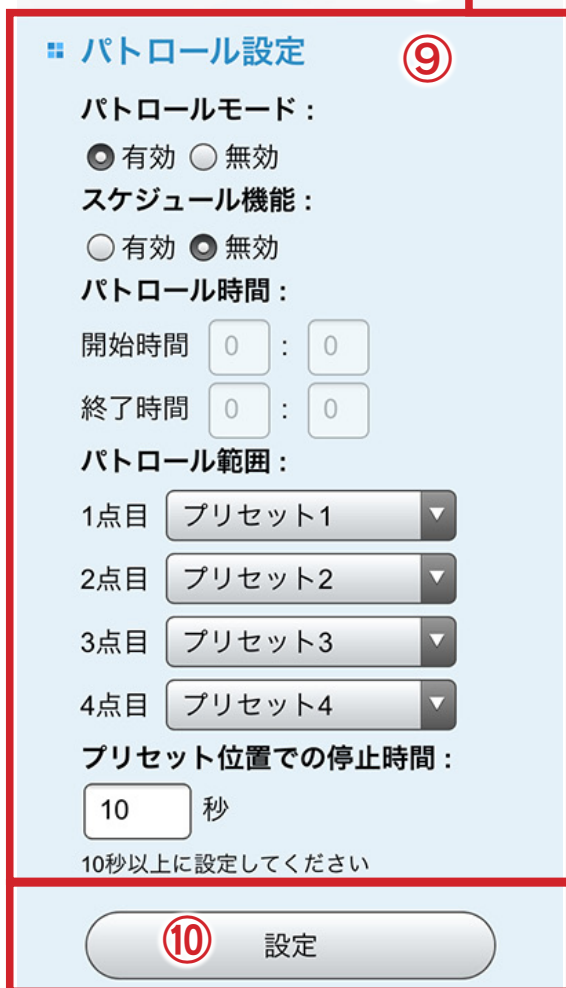 パトロール設定 ⑨
パトロールモード：
有効 無効
スケジュール機能：
有効 無効
パトロール時間：
開始時間 0 : 0
終了時間 0 : 0
パトロール範囲：
1点目 プリセット1
2点目 プリセット2
3点目 プリセット3
4点目 プリセット4
プリセット位置での停止時間：
10 秒
10秒以上に設定してください
⑩ 設定